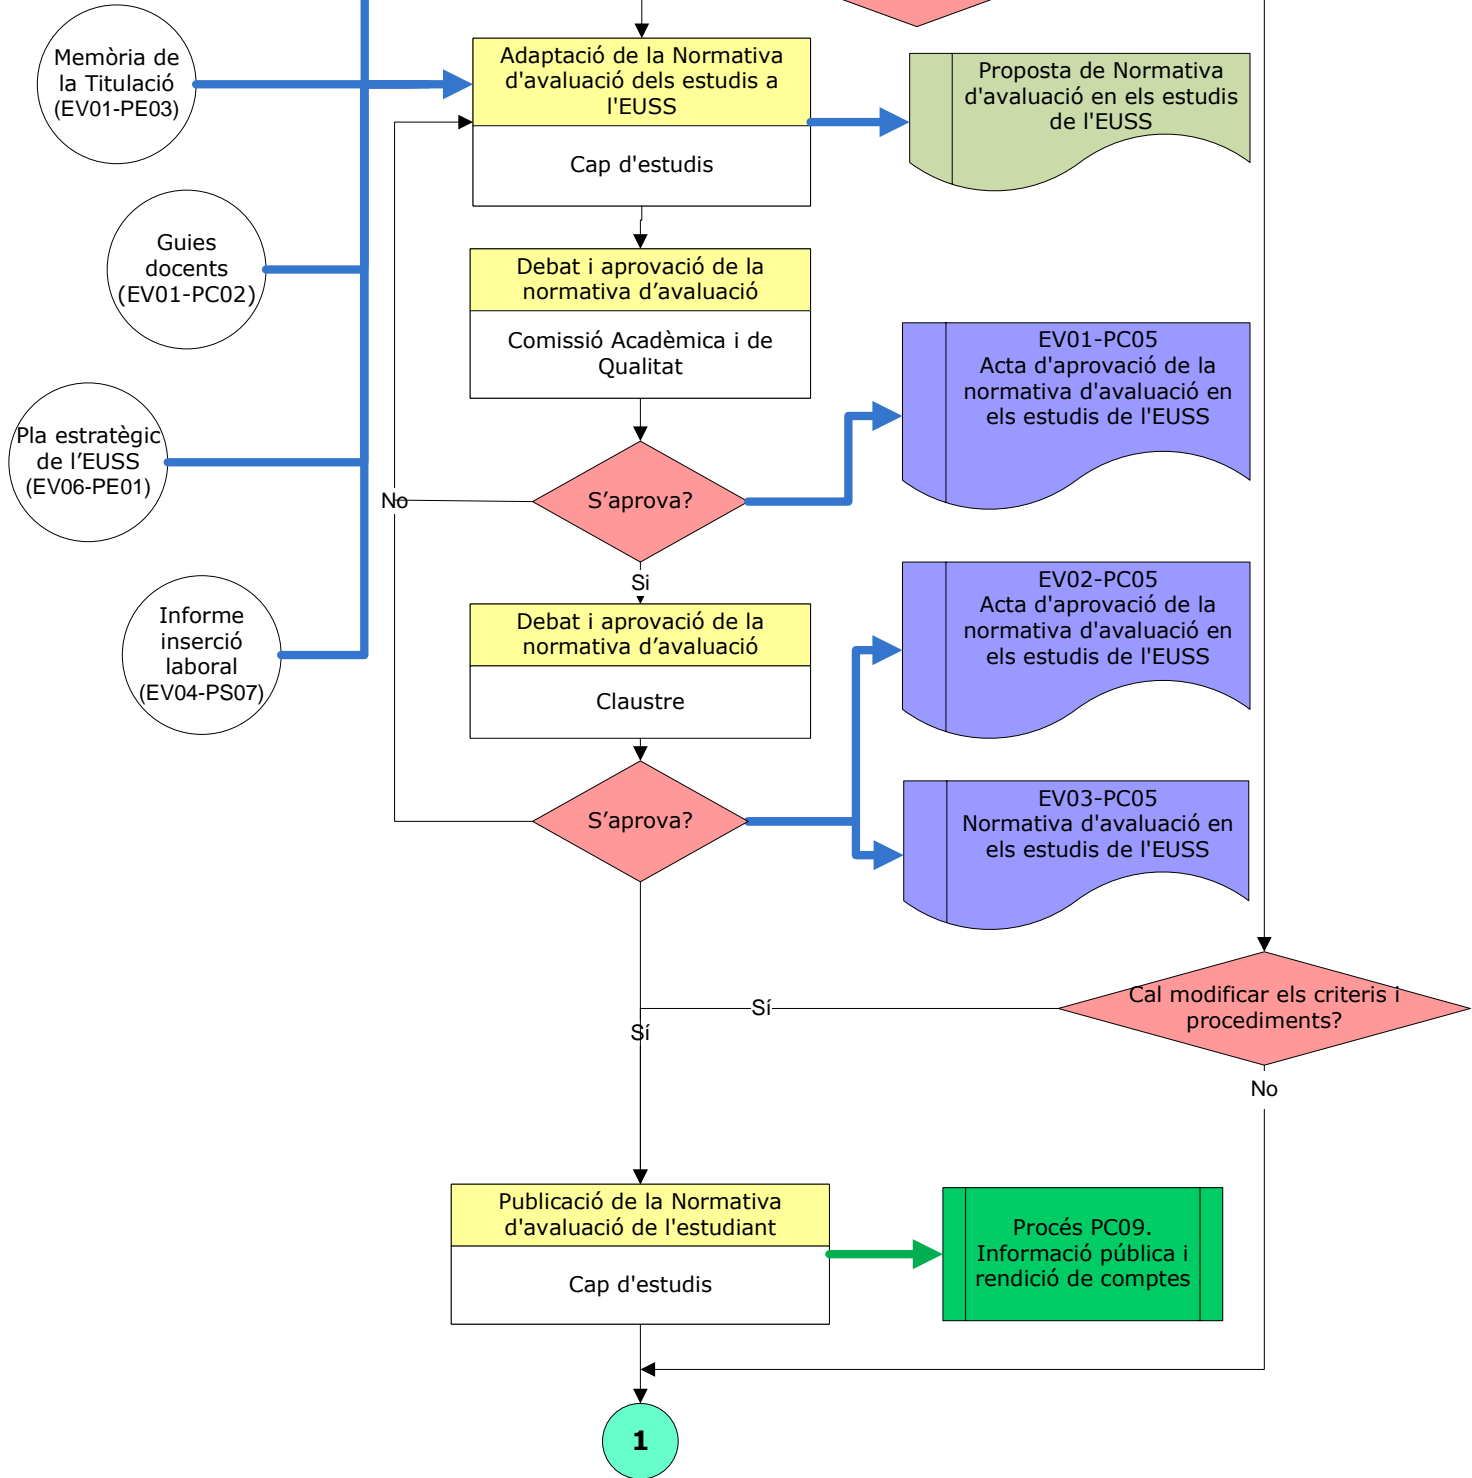 Memòria de
la Titulació
(EV01-PE03)
Adaptació de la Normativa
d'avaluació dels estudis a
l'EUSS
Cap d'estudis
Proposta de Normativa
d'avaluació en els estudis
de l'EUSS
Guies
docents
(EV01-PC02)
Debat i aprovació de la
normativa d’avaluació
Comissió Acadèmica i de
Qualitat
EV01-PC05
Acta d'aprovació de la
normativa d'avaluació en
els estudis de l'EUSS
Pla estratègic
de l’EUSS
(EV06-PE01)
No
S’aprova?
Si
Informe
inserció
laboral
(EV04-PS07)
Debat i aprovació de la
normativa d’avaluació
Claustre
EV02-PC05
Acta d'aprovació de la
normativa d'avaluació en
els estudis de l'EUSS
S’aprova?
EV03-PC05
Normativa d'avaluació en
els estudis de l'EUSS
Cal modificar els criteris i
procediments?
Sí
Sí
No
Publicació de la Normativa
d'avaluació de l'estudiant
Cap d'estudis
Procés PC09.
Informació pública i
rendició de comptes
1